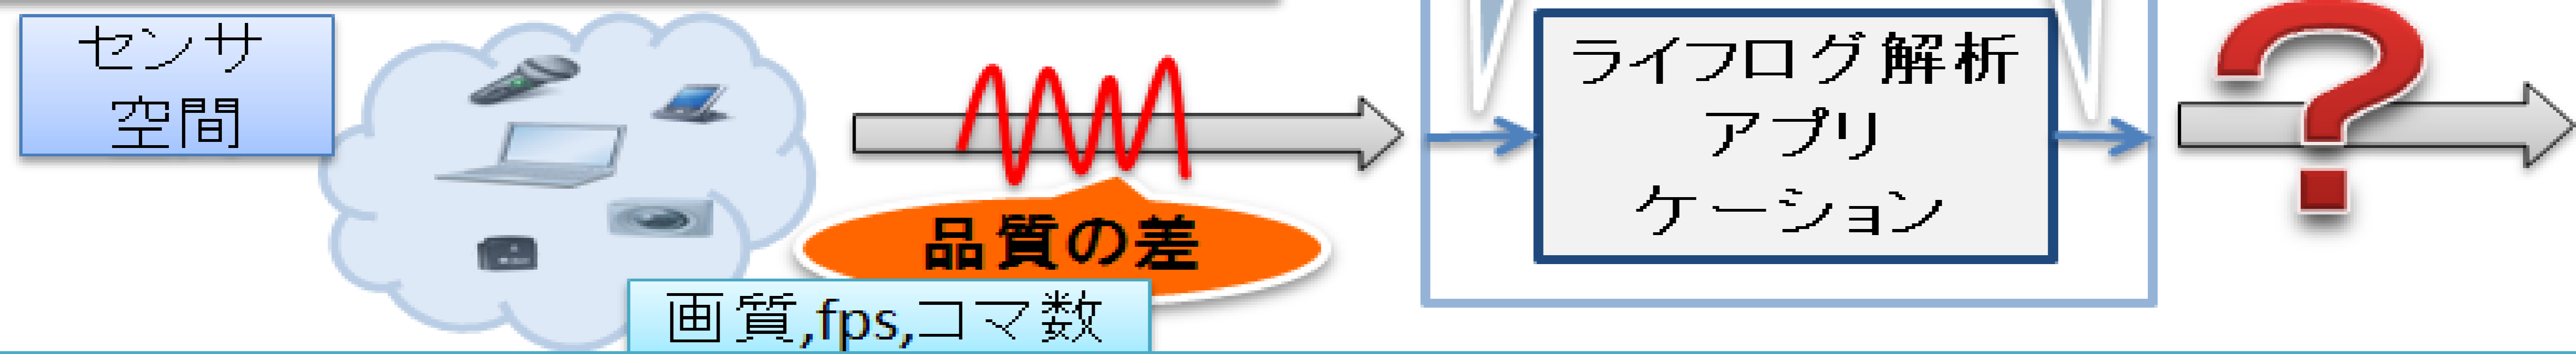 センサ
空間
品質の差
画質,fps,コマ数
ライフログ解析
アプリ
ケーション
?